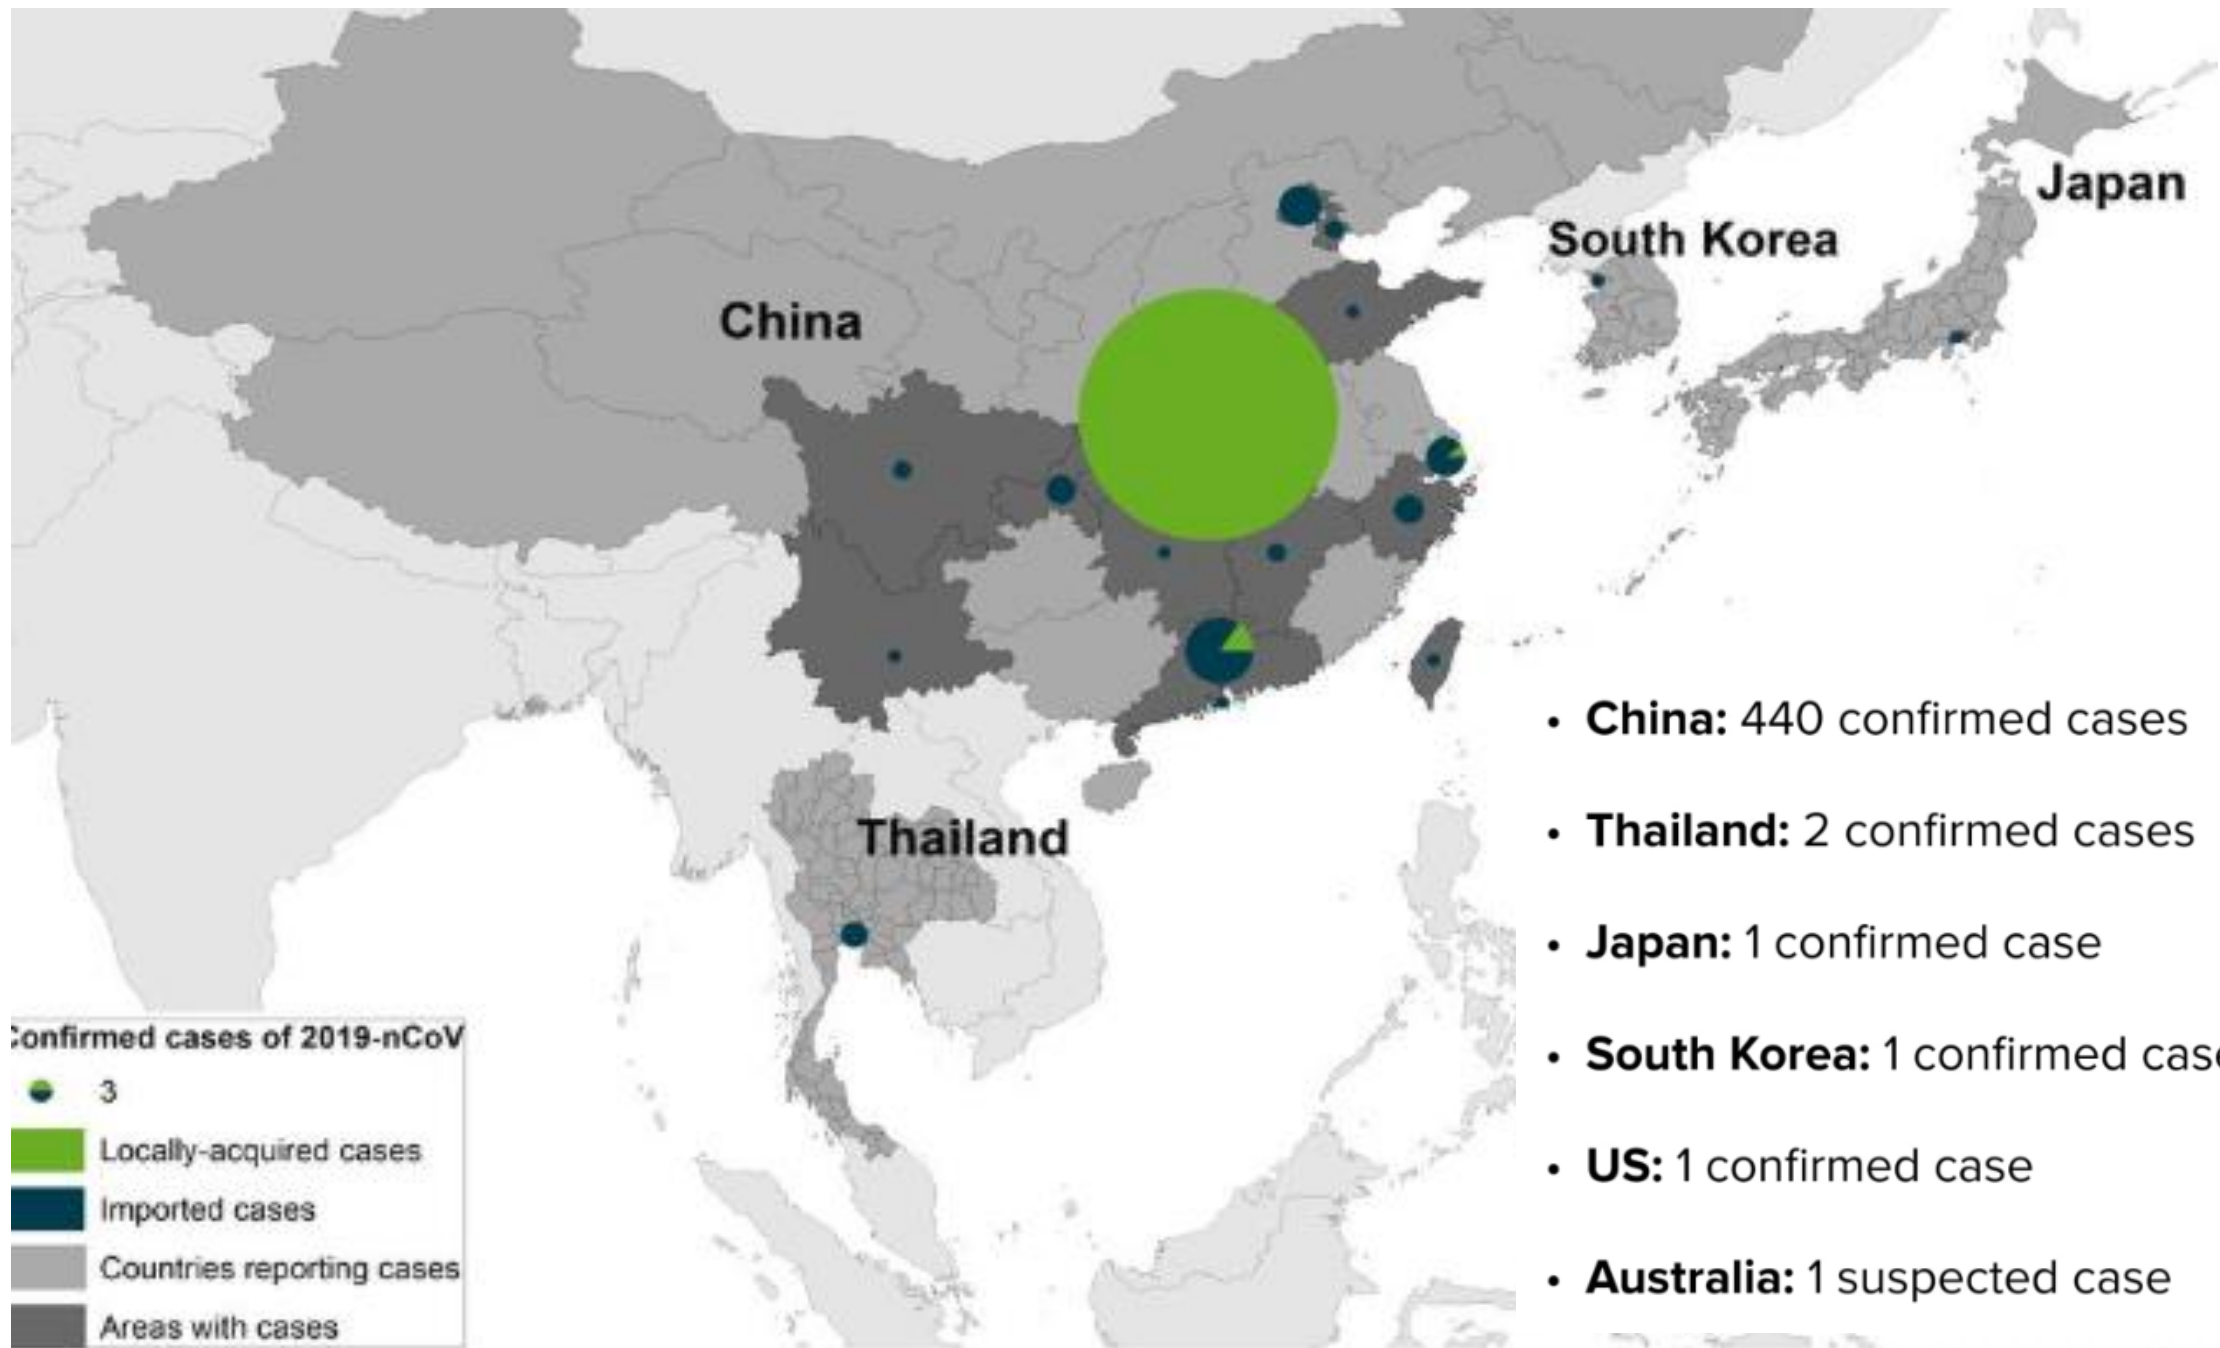 Japan
South Korea
China
Thailand
• China: 440 confirmed cases
• Thailand: 2 confirmed cases
• Japan: 1 confirmed case
• South Korea: 1 confirmed case
• US: 1 confirmed case
• Australia: 1 suspected case
Confirmed cases of 2019-nCoV
3
Locally-acquired cases
Imported cases
Countries reporting cases
Areas with cases